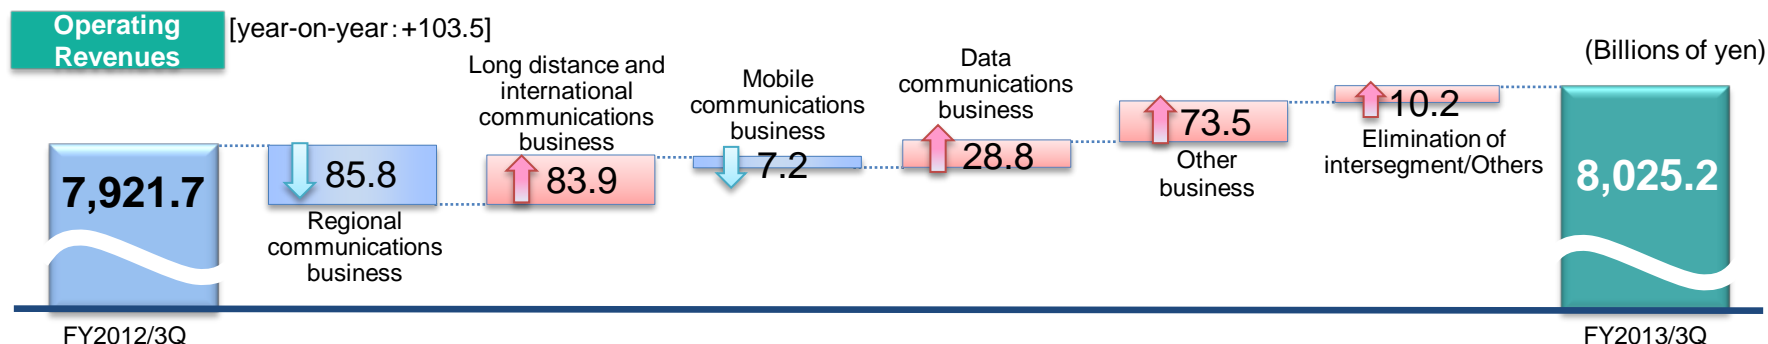 Operating
Revenues
[year-on-year:+103.5]
(Billions of yen)
7,921.7
FY2012/3Q
85.8
Regional
communications
business
Long distance and
international
communications
business
83.9
Mobile
communications
business
7.2
Data
communications
business
28.8
73.5
Other
business
10.2
Elimination of
intersegment/Others
8,025.2
FY2013/3Q